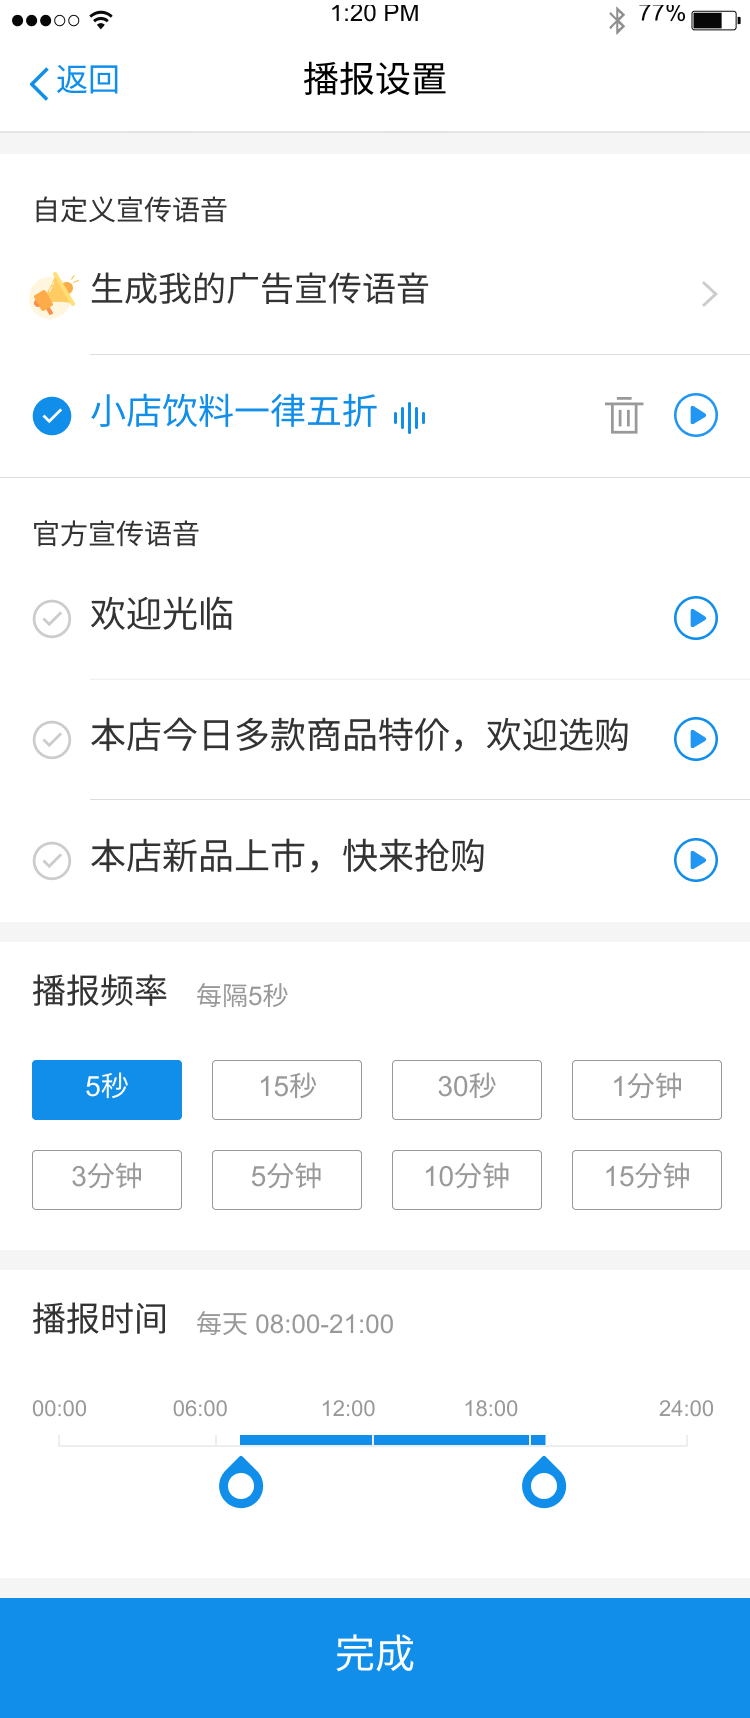 1:20 PM
77%
返回
播报设置
自定义宣传语音
生成我的广告宣传语音
小店饮料一律五折
官方宣传语音
欢迎光临
本店今日多款商品特价，欢迎选购
本店新品上市，快来抢购
播报频率 每隔5秒
5秒 15秒 30秒 1分钟
3分钟 5分钟 10分钟 15分钟
播报时间 每天 08:00-21:00
00:00 06:00 12:00 18:00 24:00
完成